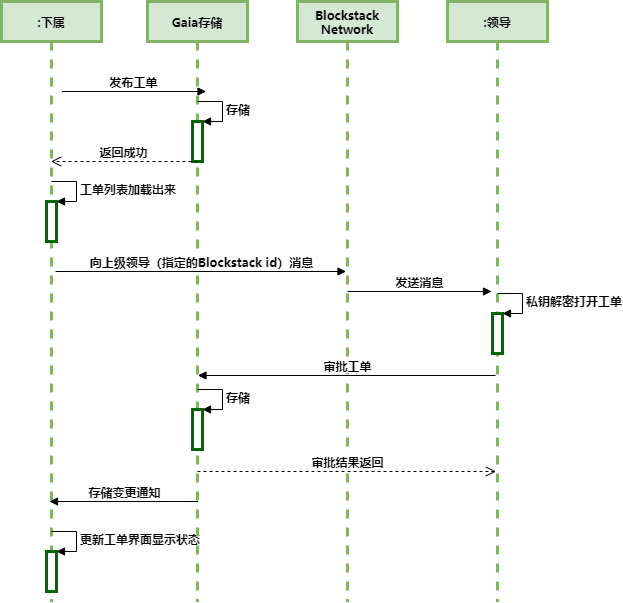 :下属
Gaia存储
Blockstack
Network
:领导
发布工单
存储
返回成功
工单列表加载出来
向上级领导（指定的Blockstack id）消息
发送消息
私钥解密打开工单
审批工单
存储
审批结果返回
存储变更通知
更新工单界面显示状态